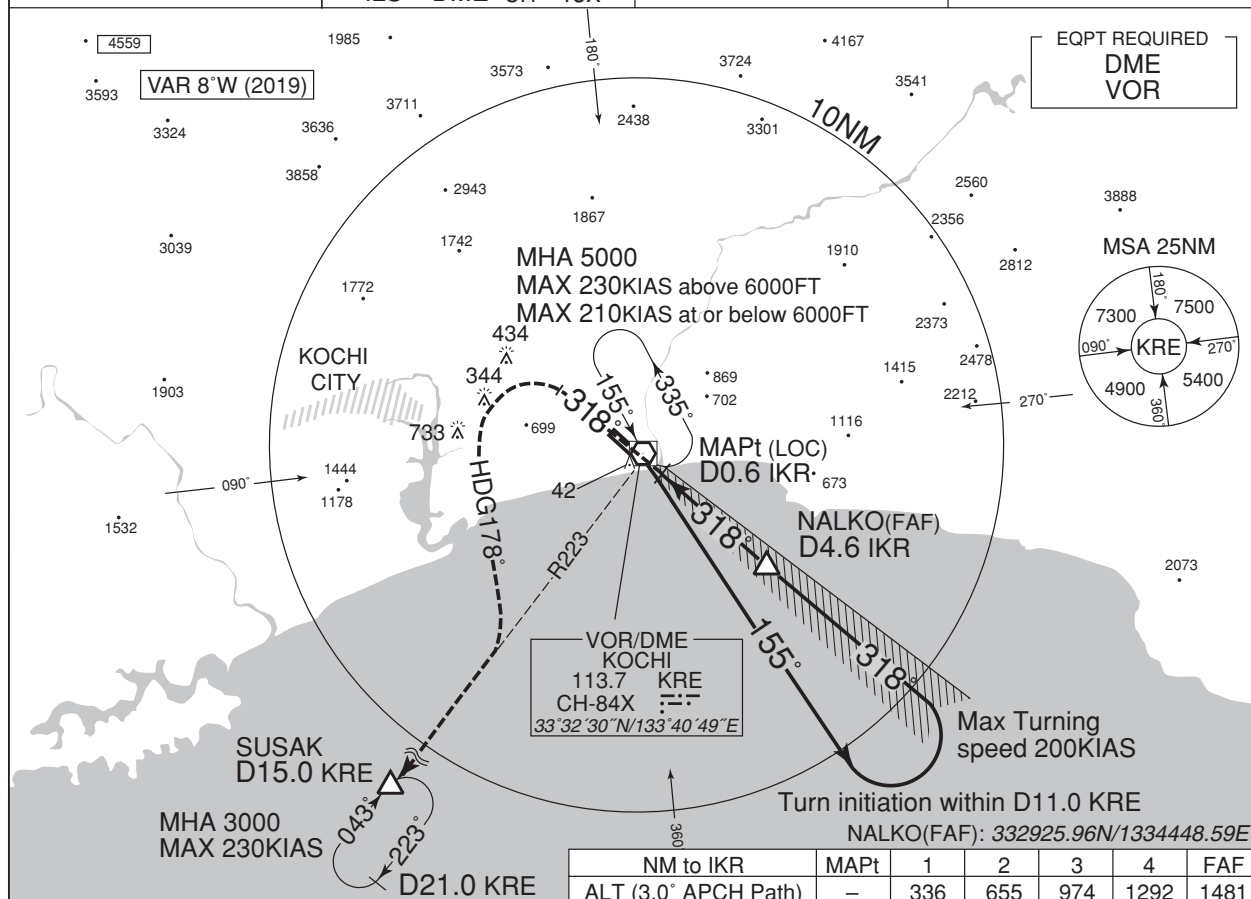 180°
4559
1985
4167
3573
3724
EQPT REQUIRED
DME
VOR
3593
VAR 8°W (2019)
3541
3711
10NM
3324
3636
2438
3301
3858
2943
2560
1867
3888
2356
3039
1742
MSA 25NM
MHA 5000
MAX 230KIAS above 6000FT
MAX 210KIAS at or below 6000FT
1910
2812
180°
7300
7500
1772
2373
KOCHI
CITY
434
090°
KRE
270°
344
869
1415
2478
4900
5400
1903
318°
155°
335°
702
2212
270°
360°
733
699
1116
MAPt (LOC)
D0.6 IKR
673
1444
1178
090°
HDG178°
42
318°
NALKO(FAF)
D4.6 IKR
1532
R223
2073
VOR/DME
KOCHI
113.7 KRE
CH-84X
33°32′30″N/133°40′49″E
155°
318°
Max Turning
speed 200KIAS
SUSAK
D15.0 KRE
Turn initiation within D11.0 KRE
043°
MHA 3000
MAX 230KIAS
223°
360°
NALKO(FAF): 332925.96N/1334448.59E
D21.0 KRE
NM to IKR MAPt 1 2 3 4 FAF
ALT (3.0° APCH Path) – 336 655 974 1292 1481